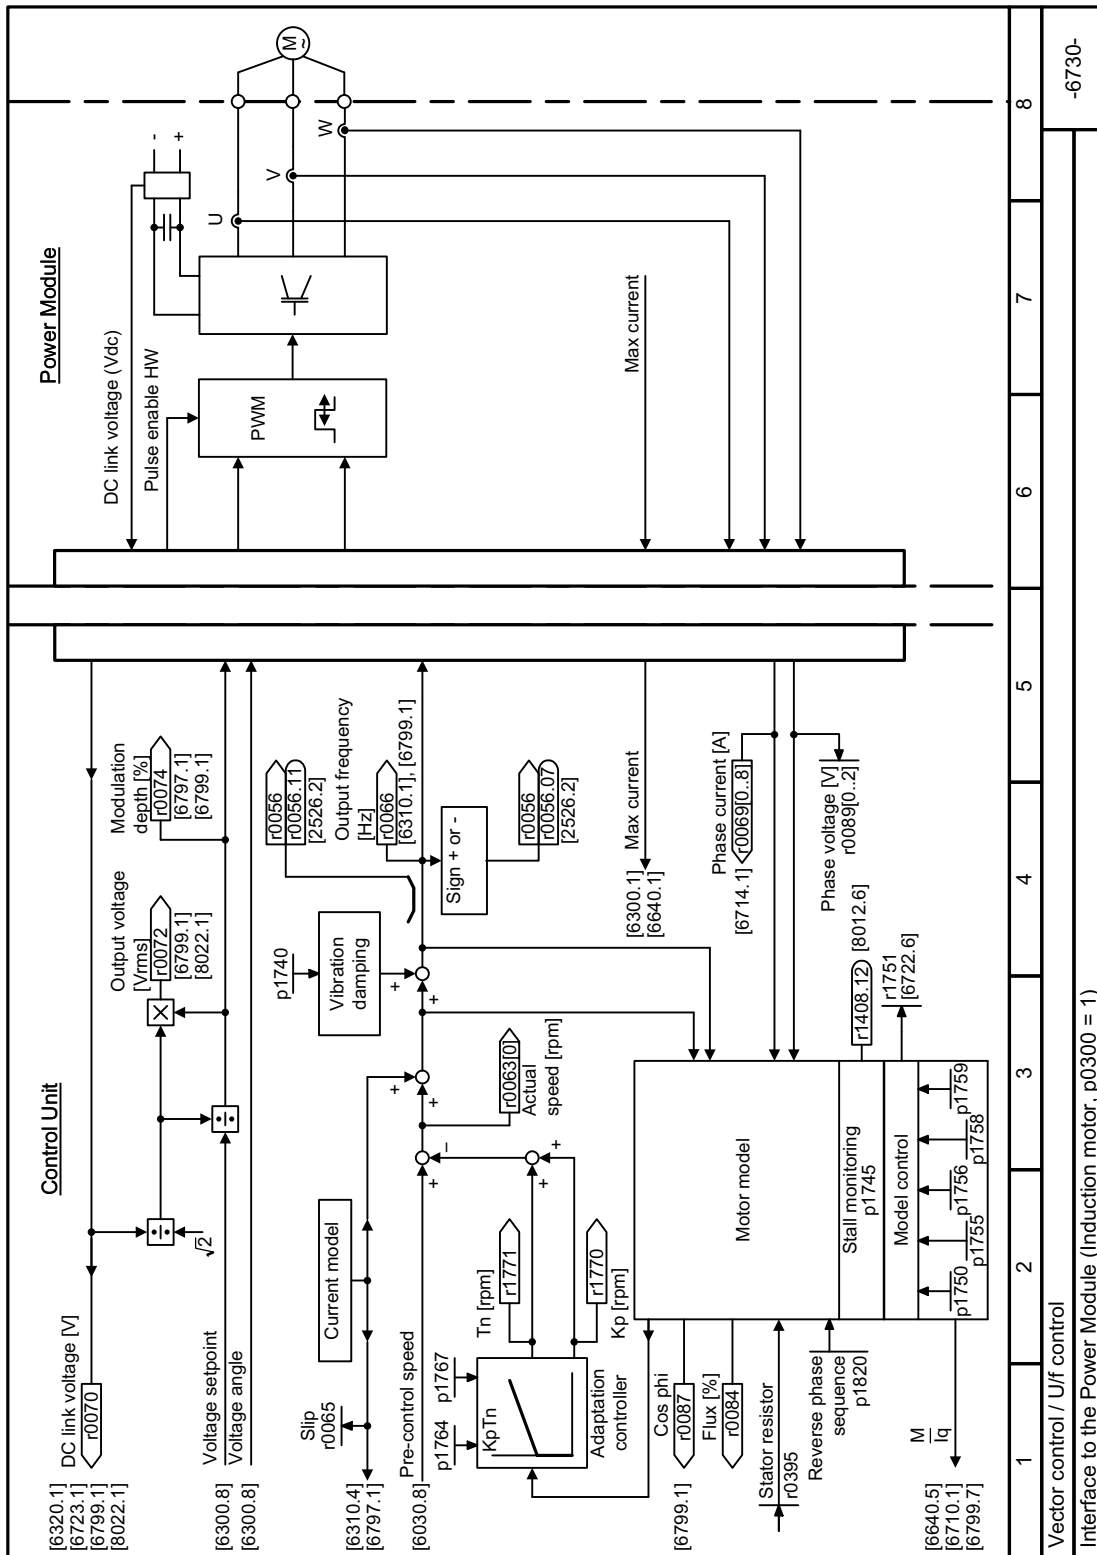 Control Unit
Power Module
[6320.1]
[6723.1]
[6799.1]
[8022.1]
DC link voltage [V]
r0070
√2
Output voltage
[Vrms]
r0072
[6799.1]
[8022.1]
Modulation
depth [%]
r0074
[6797.1]
[6799.1]
[6300.8]
Voltage setpoint
[6300.8]
Voltage angle
DC link voltage (Vdc)
Pulse enable HW
PWM
-
+
U
V
W
M
~
Slip
r0065
[6310.4]
[6797.1]
Current model
p1740
Vibration
damping
r0056
r0056.11
[2526.2]
Output frequency
[Hz]
r0066
[6310.1], [6799.1]
Sign + or -
r0056
r0056.07
[2526.2]
[6030.8]
Pre-control speed
+
–
+
+
+
+
+
+
r0063[0]
Actual
speed [rpm]
p1764
p1767
KpTn
Adaptation
controller
Tn [rpm]
r1771
r1770
Kp [rpm]
[6300.1]
[6640.1]
Max current
Max current
Cos phi
r0087
[6799.1]
Flux [%]
r0084
Stator resistor
r0395
Reverse phase
sequence
p1820
Motor model
Stall monitoring
p1745
Model control
p1750
p1755
p1756
p1758
p1759
Phase current [A]
[6714.1]
r0069[0..8]
Phase voltage [V]
r0089[0..2]
r1408.12
[8012.6]
r1751
[6722.6]
M
Iq
[6640.5]
[6710.1]
[6799.7]
1
2
3
4
5
6
7
8
Vector control / U/f control
Interface to the Power Module (Induction motor, p0300 = 1)
-6730-